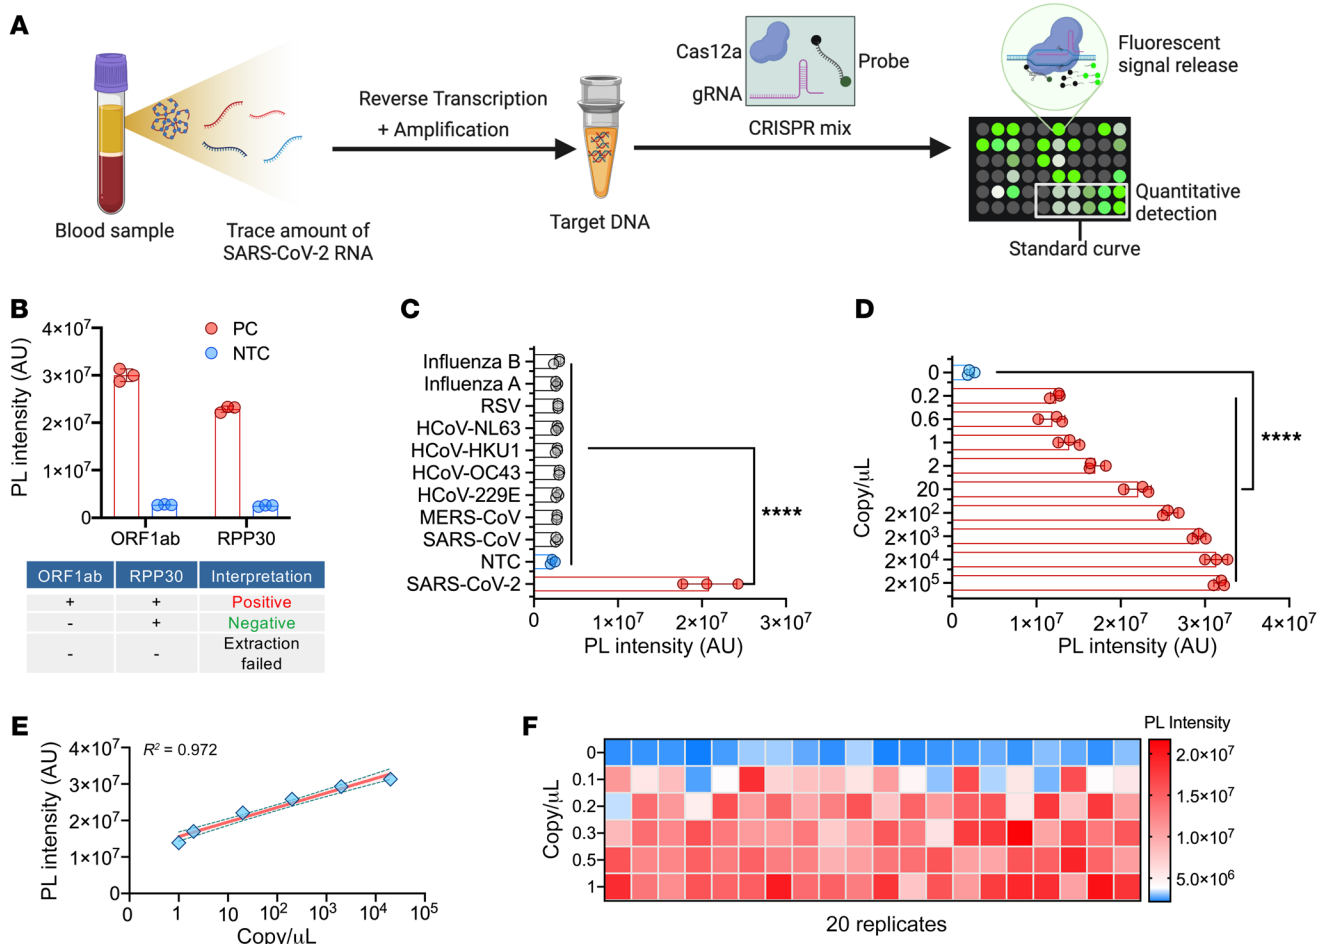 A
Blood sample
Trace amount of
SARS-CoV-2 RNA
Reverse Transcription
+ Amplification
Target DNA
Cas12a
gRNA
Probe
CRISPR mix
Fluorescent
signal release
Quantitative
detection
Standard curve
B
PL intensity (AU)
4×10⁷
3×10⁷
2×10⁷
1×10⁷
0
PC
NTC
ORF1ab
RPP30
ORF1ab RPP30 Interpretation
+ + Positive
- + Negative
- - Extraction
failed
C
Influenza B
Influenza A
RSV
HCoV-NL63
HCoV-HKU1
HCoV-OC43
HCoV-229E
MERS-CoV
SARS-CoV
NTC
SARS-CoV-2
****
0 1×10⁷ 2×10⁷ 3×10⁷
PL intensity (AU)
D
Copy/μL
0
0.2
0.6
1
2
20
2×10²
2×10³
2×10⁴
2×10⁵
****
0 1×10⁷ 2×10⁷ 3×10⁷ 4×10⁷
PL intensity (AU)
E
R² = 0.972
PL intensity (AU)
4×10⁷
3×10⁷
2×10⁷
1×10⁷
0
0 1 10 10² 10³ 10⁴ 10⁵
Copy/μL
F
Copy/μL
0
0.1
0.2
0.3
0.5
1
20 replicates
PL Intensity
2.0×10⁷
1.5×10⁷
1.0×10⁷
5.0×10⁶